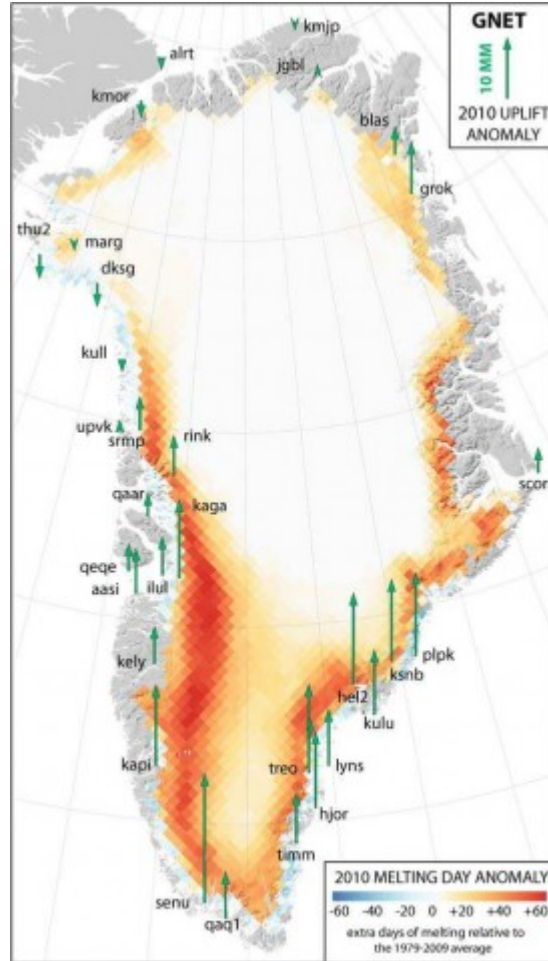 kmjp
alrt
jgbl
kmor
GNET
10 MM
2010 UPLIFT
ANOMALY
blas
grok
thu2
marg
dksg
kull
upvk
srmp
rink
scor
qaar
kaga
qeqe
aasi
ilul
kely
plpk
ksnb
hel2
kulu
kapi
treo
lyns
hjor
timm
senu
qaq1
2010 MELTING DAY ANOMALY
-60 -40 -20 0 +20 +40 +60
extra days of melting relative
to the 1979-2009 average